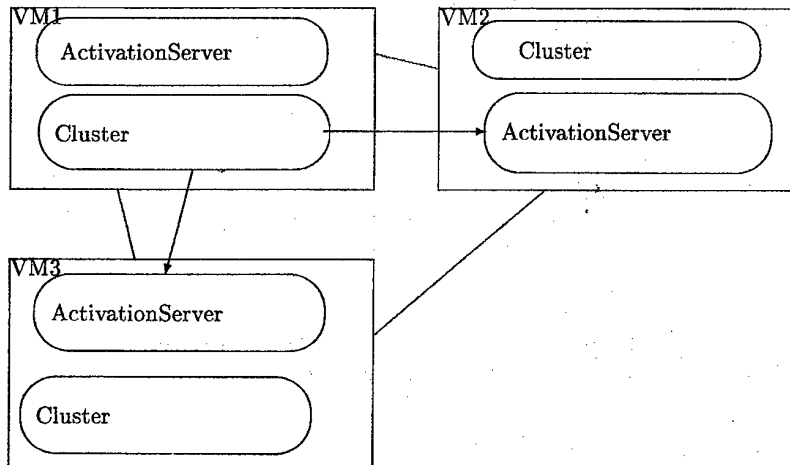 VM1
ActivationServer
Cluster
VM2
Cluster
ActivationServer
VM3
ActivationServer
Cluster